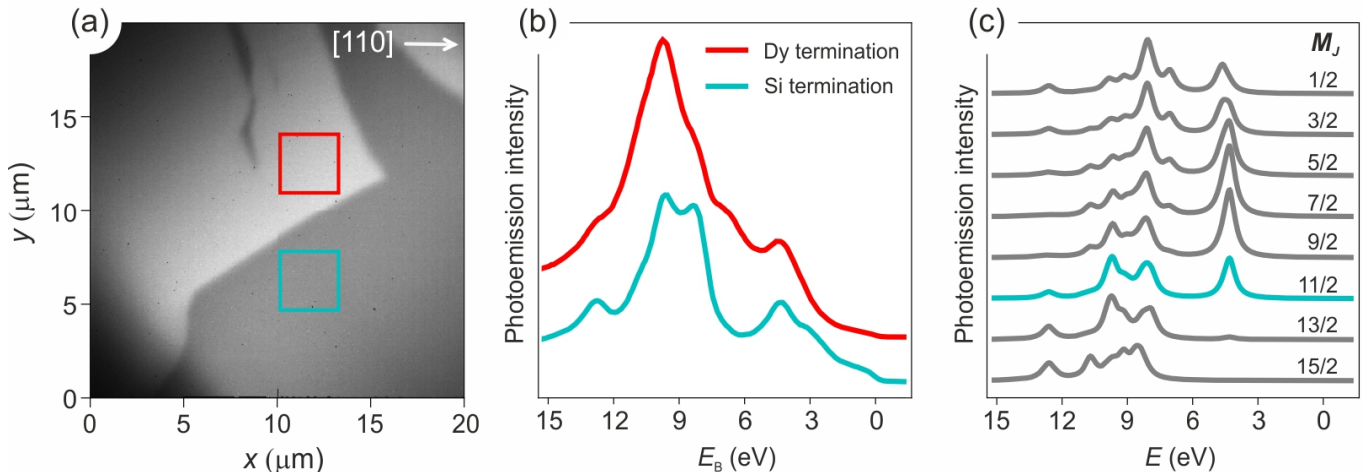 (a)
[110]
y (μm)
15
10
5
0
0 5 10 15 20
x (μm)
(b)
Dy termination
Si termination
Photoemission intensity
15 12 9 6 3 0
E_B (eV)
(c)
M_J
1/2
3/2
5/2
7/2
9/2
11/2
13/2
15/2
Photoemission intensity
15 12 9 6 3 0
E (eV)